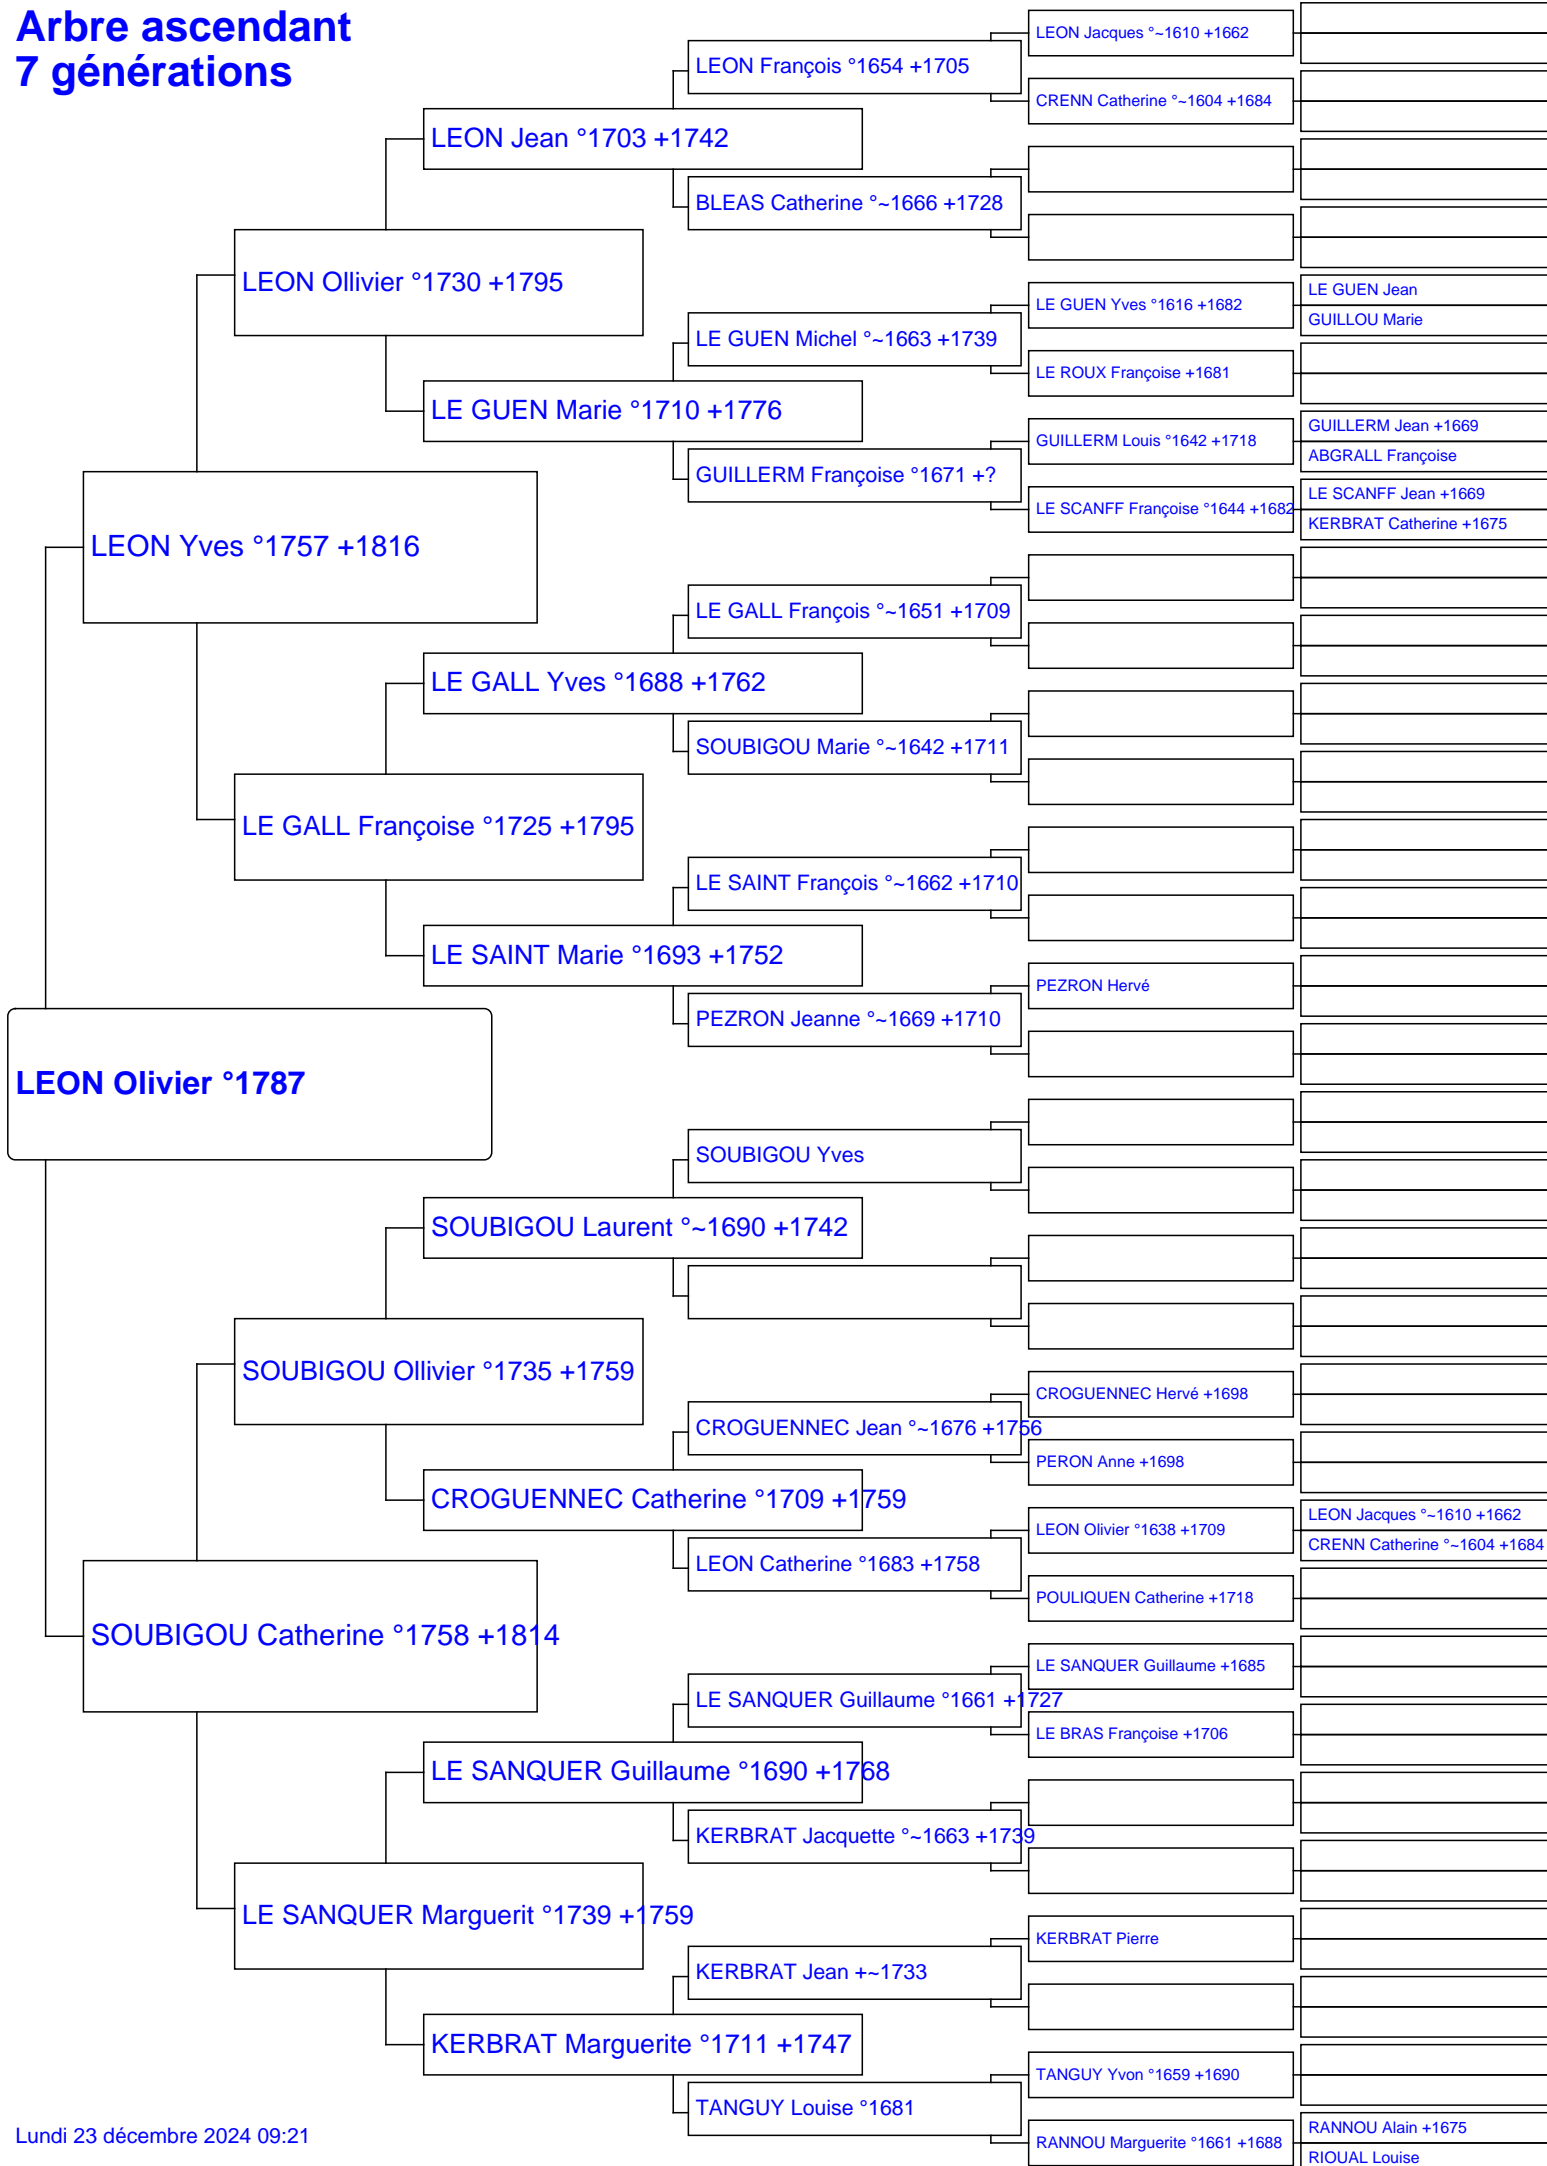 Arbre ascendant
7 générations
LEON Olivier °1787
LEON Yves °1757 +1816
SOUBIGOU Catherine °1758 +1814
LEON Ollivier °1730 +1795
LE GALL Françoise °1725 +1795
SOUBIGOU Ollivier °1735 +1759
LE SANQUER Marguerit °1739 +1759
LEON Jean °1703 +1742
LE GUEN Marie °1710 +1776
LE GALL Yves °1688 +1762
LE SAINT Marie °1693 +1752
SOUBIGOU Laurent °~1690 +1742
CROGUENNEC Catherine °1709 +1759
LE SANQUER Guillaume °1690 +1768
KERBRAT Marguerite °1711 +1747
LEON François °1654 +1705
BLEAS Catherine °~1666 +1728
LE GUEN Michel °~1663 +1739
GUILLERM Françoise °1671 +?
LE GALL François °~1651 +1709
SOUBIGOU Marie °~1642 +1711
LE SAINT François °~1662 +1710
PEZRON Jeanne °~1669 +1710
SOUBIGOU Yves
CROGUENNEC Jean °~1676 +1756
LEON Catherine °1683 +1758
LE SANQUER Guillaume °1661 +1727
KERBRAT Jacquette °~1663 +1739
KERBRAT Jean +~1733
TANGUY Louise °1681
LEON Jacques °~1610 +1662
CRENN Catherine °~1604 +1684
LE GUEN Yves °1616 +1682
LE ROUX Françoise +1681
GUILLERM Louis °1642 +1718
LE SCANFF Françoise °1644 +1682
PEZRON Hervé
CROGUENNEC Hervé +1698
PERON Anne +1698
LEON Olivier °1638 +1709
POULIQUEN Catherine +1718
LE SANQUER Guillaume +1685
LE BRAS Françoise +1706
KERBRAT Pierre
TANGUY Yvon °1659 +1690
RANNOU Marguerite °1661 +1688
LE GUEN Jean
GUILLOU Marie
GUILLERM Jean +1669
ABGRALL Françoise
LE SCANFF Jean +1669
KERBRAT Catherine +1675
LEON Jacques °~1610 +1662
CRENN Catherine °~1604 +1684
RANNOU Alain +1675
RIOUAL Louise
Lundi 23 décembre 2024 09:21